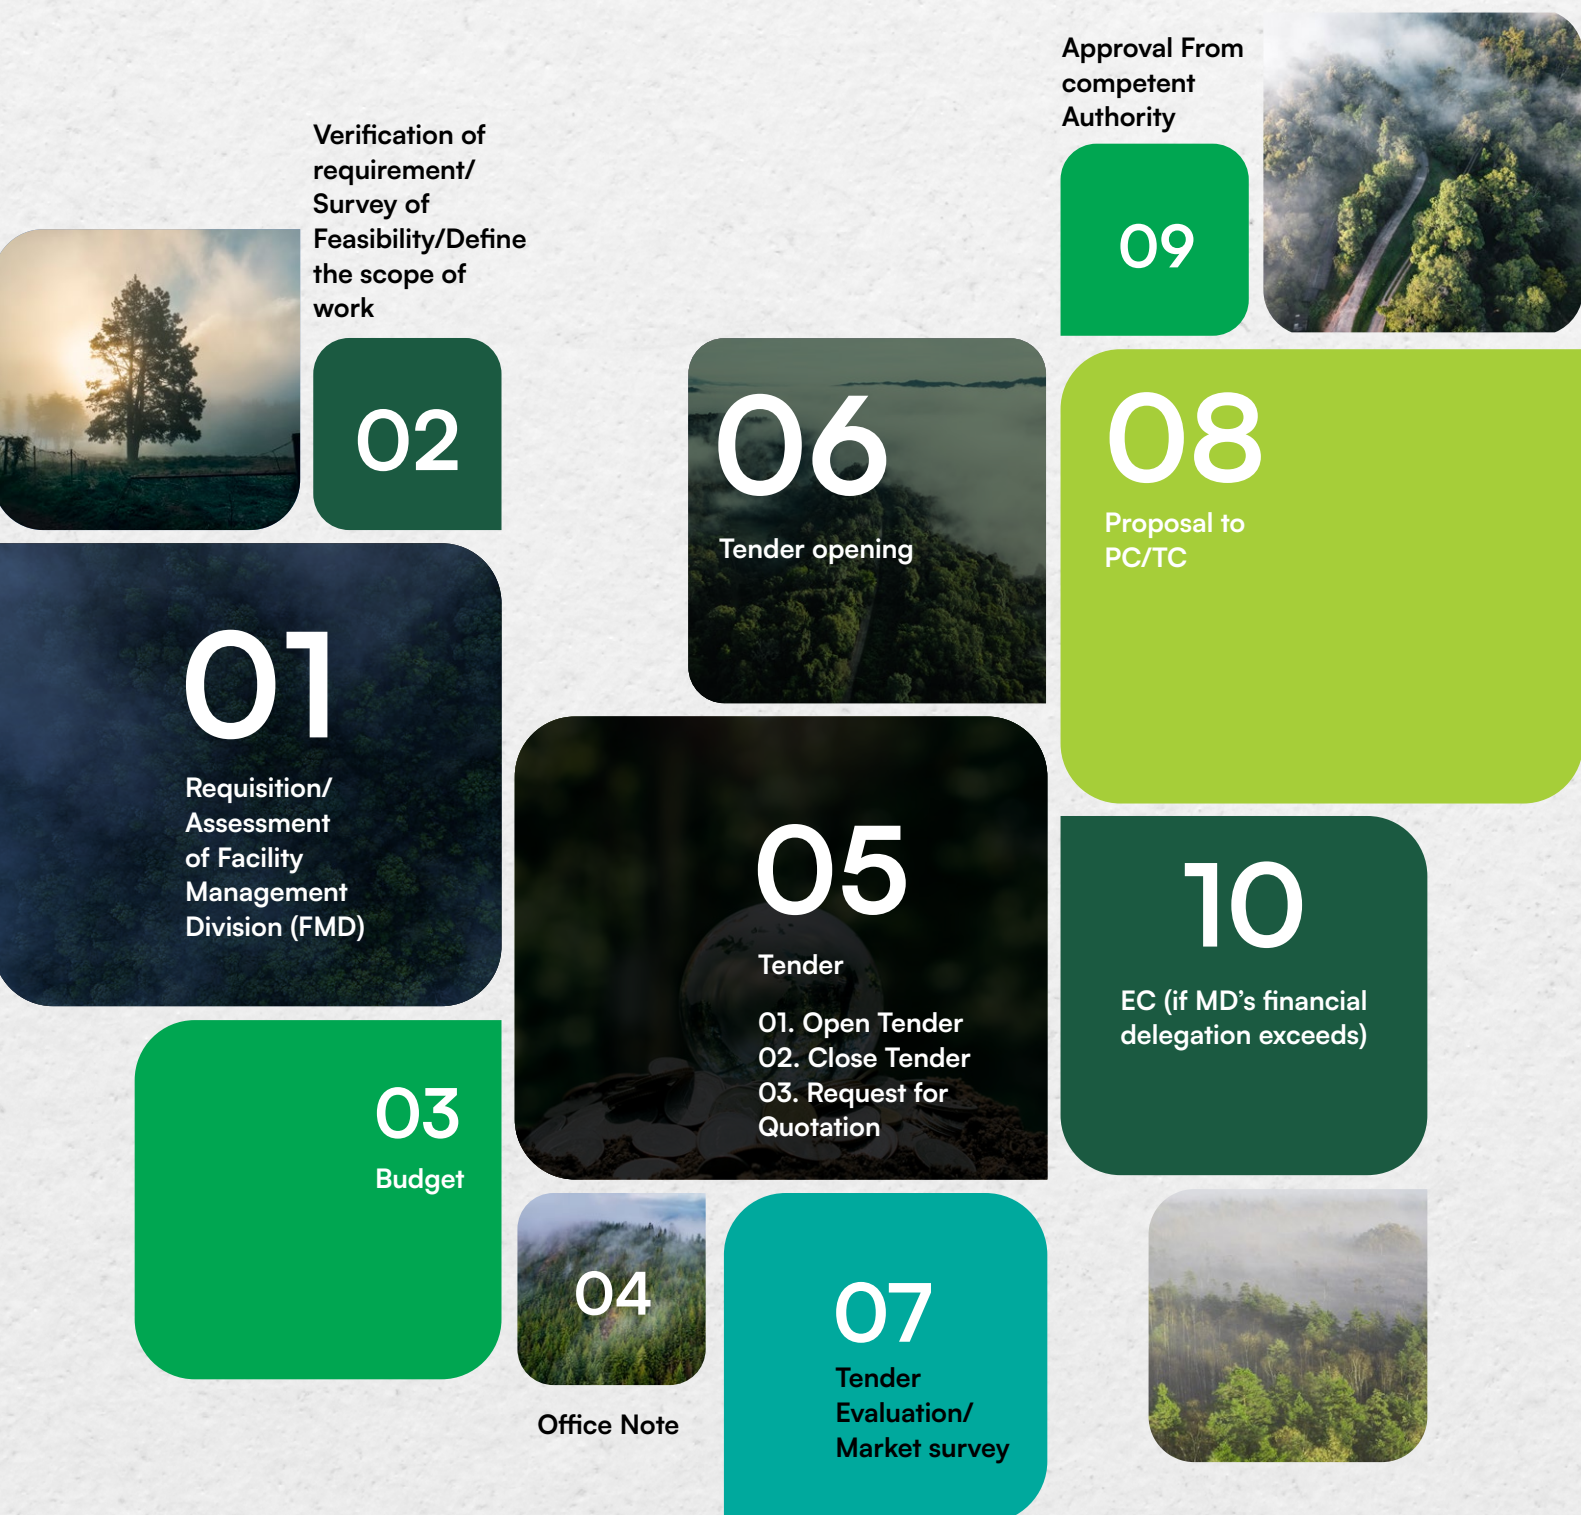 01
Requisition/
Assessment
of Facility
Management
Division (FMD)
Verification of
requirement/
Survey of
Feasibility/Define
the scope of
work
02
03
Budget
04
Office Note
05
Tender
01. Open Tender
02. Close Tender
03. Request for
Quotation
06
Tender opening
07
Tender
Evaluation/
Market survey
08
Proposal to
PC/TC
Approval From
competent
Authority
09
10
EC (if MD’s financial
delegation exceeds)